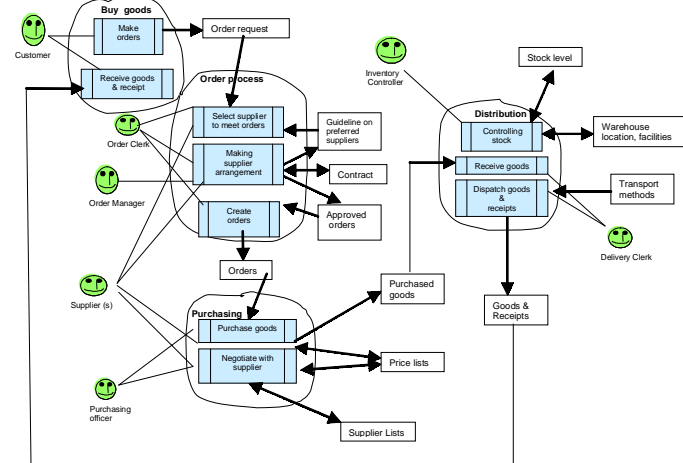 Buy goods
Make
orders
Order request
Customer
Receive goods
& receipt
Order process
Inventory
Controller
Stock level
Select supplier
to meet orders
Guideline on
preferred
suppliers
Distribution
Controlling
stock
Warehouse
location, facilities
Order Clerk
Making
supplier
arrangement
Contract
Receive goods
Order Manager
Dispatch goods
&
receipts
Transport
methods
Create
orders
Approved
orders
Delivery Clerk
Orders
Supplier (s)
Purchased
goods
Goods &
Receipts
Purchasing
Purchase goods
Negotiate with
supplier
Price lists
Purchasing
officer
Supplier Lists